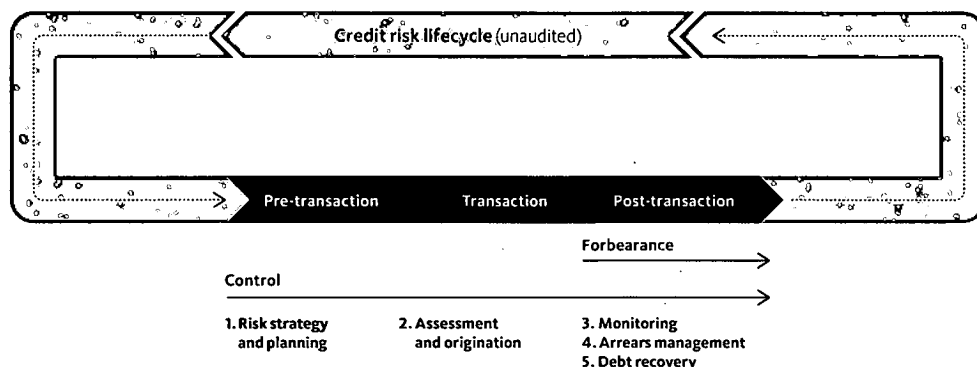 Credit risk lifecycle (unaudited)
Pre-transaction Transaction Post-transaction
Forbearance
Control
1. Risk strategy
and planning
2. Assessment
and origination
3. Monitoring
4. Arrears management
5. Debt recovery